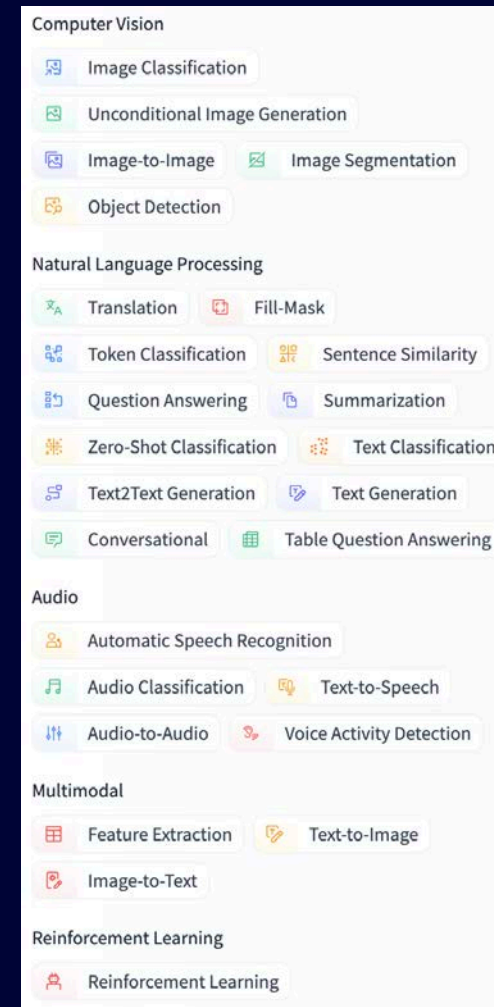 Computer Vision
Image Classification
Unconditional Image Generation
Image-to-Image Image Segmentation
Object Detection
Natural Language Processing
Translation Fill-Mask
Token Classification Sentence Similarity
Question Answering Summarization
Zero-Shot Classification Text Classification
Text2Text Generation Text Generation
Conversational Table Question Answering
Audio
Automatic Speech Recognition
Audio Classification Text-to-Speech
Audio-to-Audio Voice Activity Detection
Multimodal
Feature Extraction Text-to-Image
Image-to-Text
Reinforcement Learning
Reinforcement Learning